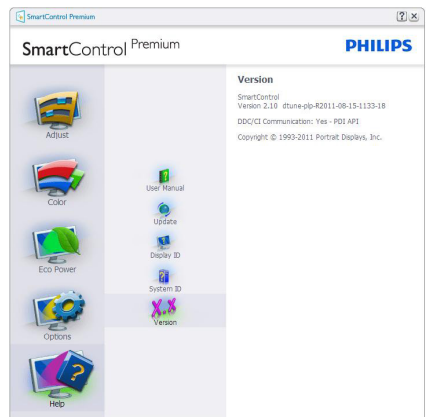 SmartControl Premium
SmartControl Premium
PHILIPS
Adjust
Color
Eco Power
Options
Help
User Manual
Update
Display ID
System ID
X.X
Version
Version
SmartControl
Version 2.10 dtune-plp-R2011-08-15-1133-18
DDC/CI Communication: Yes - PDI API
Copyright © 1993-2011 Portrait Displays, Inc.